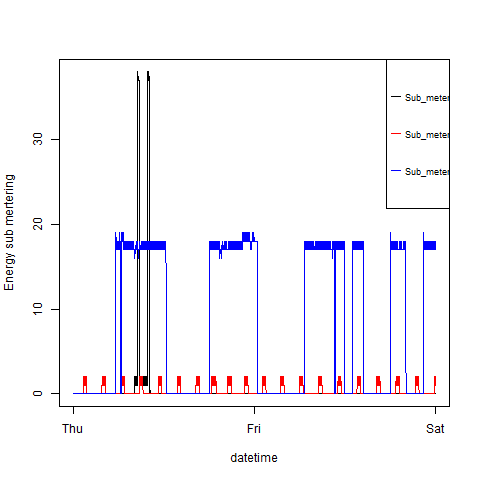 Sub_meter
Sub_meter
Sub_meter
Energy sub mertering
30
20
10
0
Thu
Fri
Sat
datetime